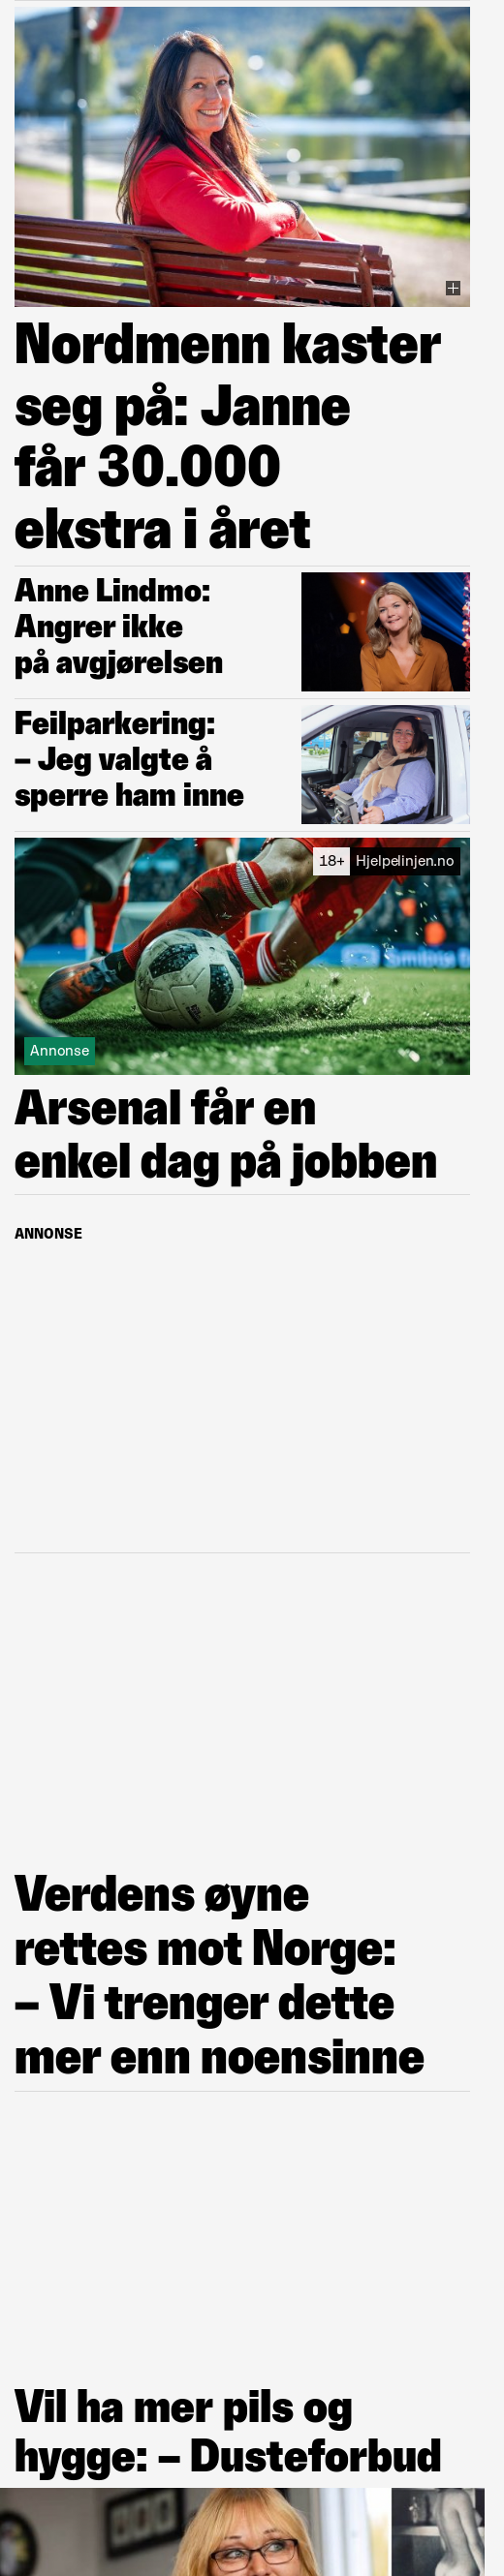 Nordmenn kaster
seg på: Janne
får 30.000
ekstra i året
Anne Lindmo:
Angrer ikke
på avgjørelsen
Feilparkering:
– Jeg valgte å
sperre ham inne
18+ Hjelpelinjen.no
Annonse
Arsenal får en
enkel dag på jobben
ANNONSE
Verdens øyne
rettes mot Norge:
– Vi trenger dette
mer enn noensinne
Vil ha mer pils og
hygge: – Dusteforbud